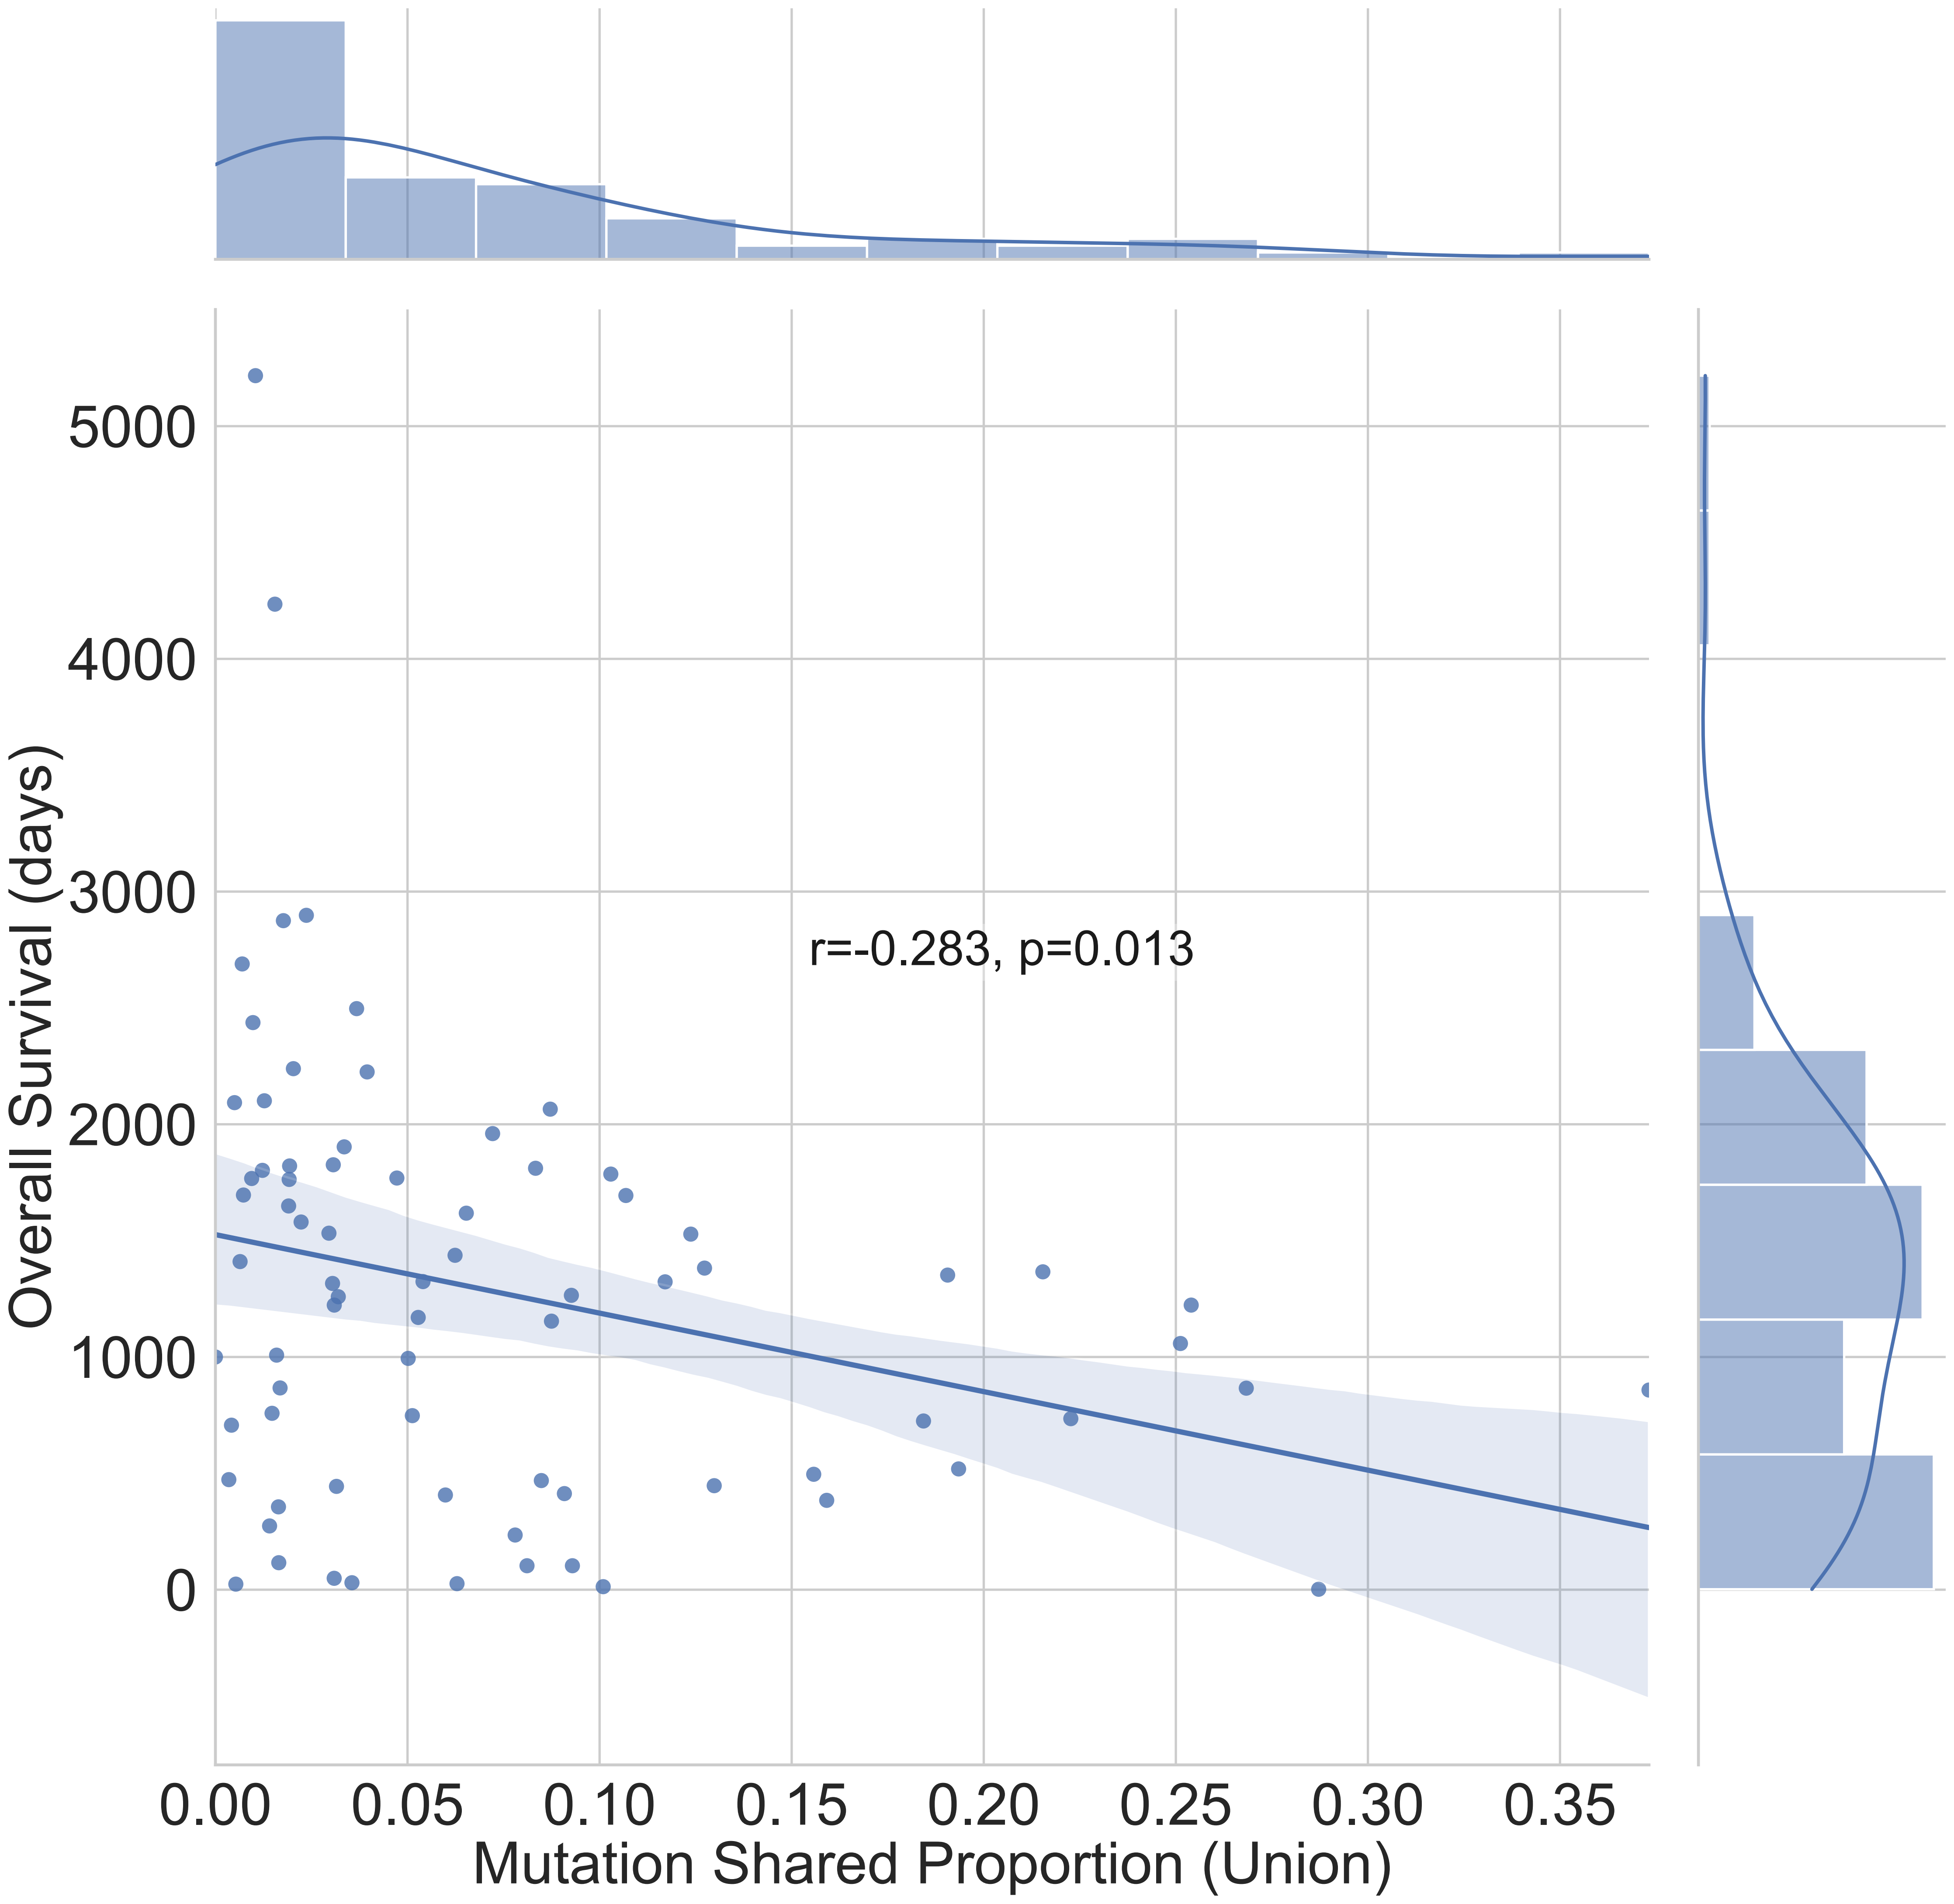 5000
4000
3000
2000
1000
0
Overall Survival (days)
r=-0.283, p=0.013
0.00 0.05 0.10 0.15 0.20 0.25 0.30 0.35
Mutation Shared Proportion (Union)